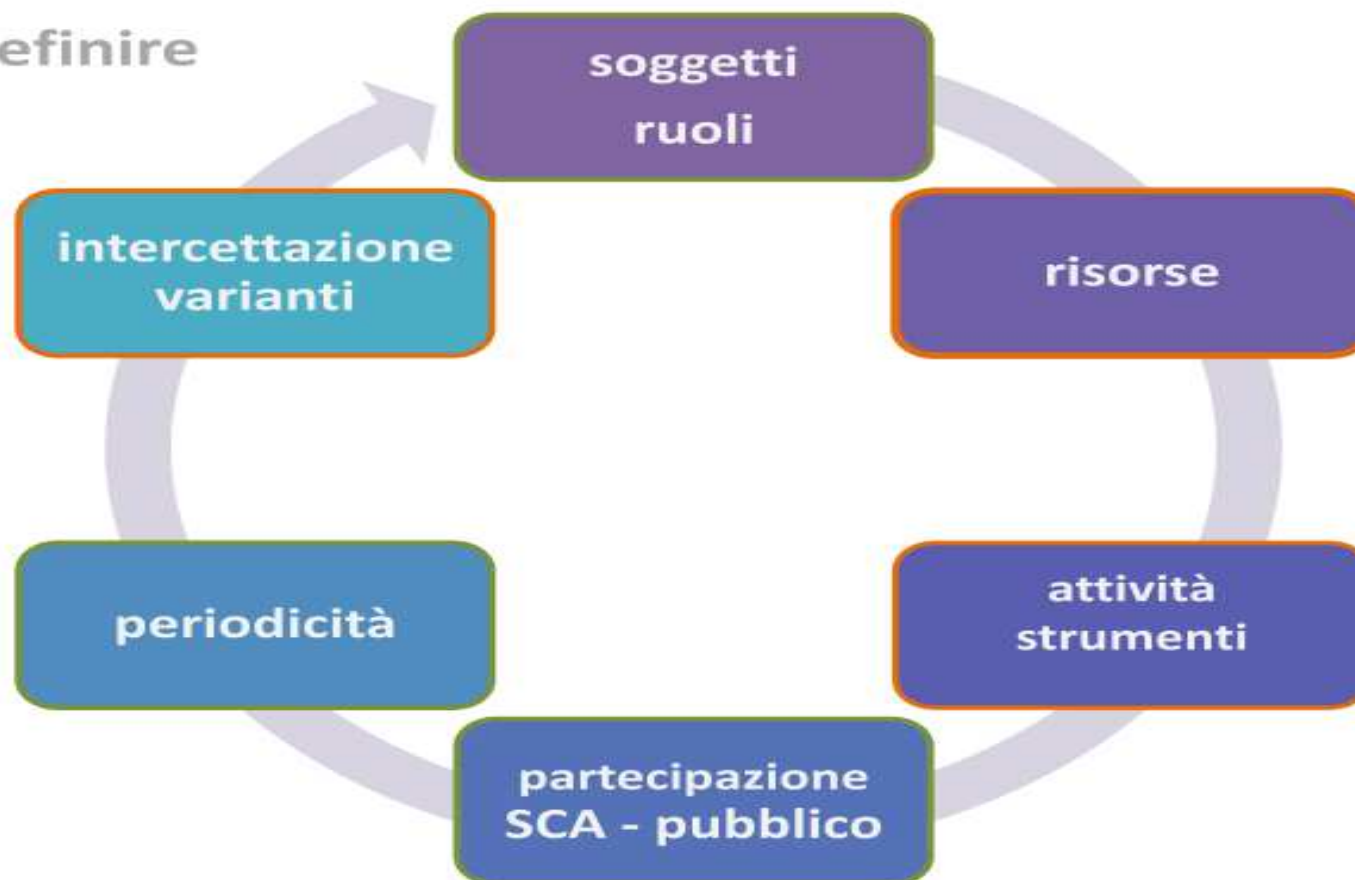 efinire
soggetti
ruoli
risorse
attività
strumenti
partecipazione
SCA - pubblico
periodicità
intercettazione
varianti